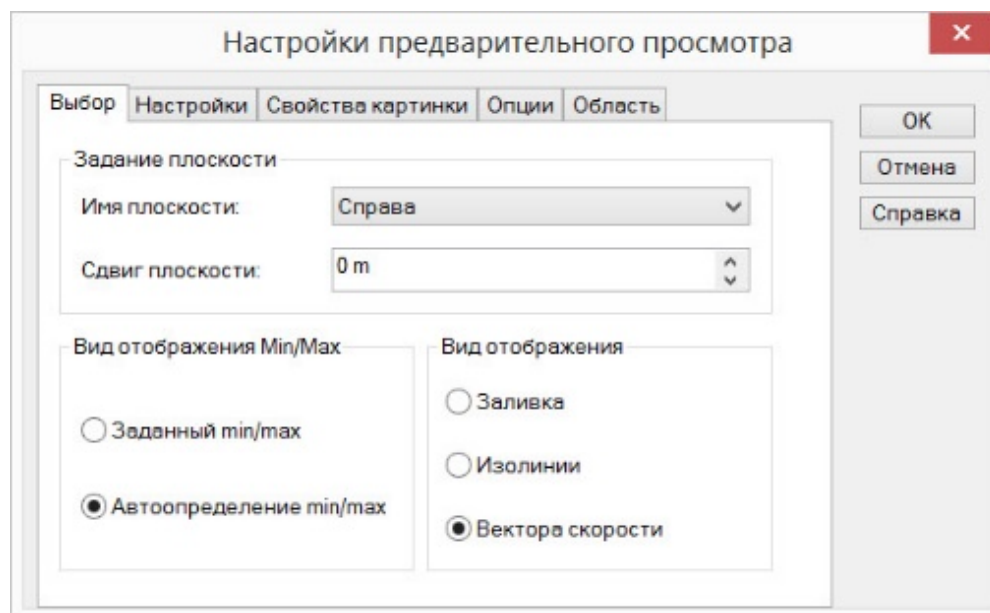 Настройки предварительного просмотра
Выбор Настройки Свойства картинки Опции Область
OK
Отмена
Справка
Задание плоскости
Имя плоскости: Справа
Сдвиг плоскости: 0 m
Вид отображения Min/Max
Заданный min/max
Автоопределение min/max
Вид отображения
Заливка
Изолинии
Вектора скорости